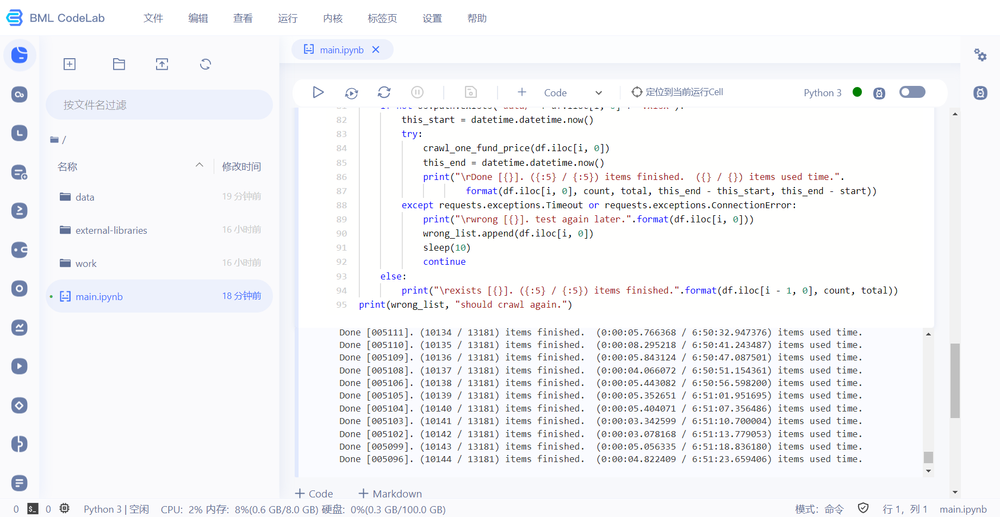 BML CodeLab
文件 编辑 查看 运行 内核 标签页 设置 帮助
main.ipynb
Code
定位到当前运行Cell
Python 3
按文件名过滤
/
名称 修改时间
data 19 分钟前
external-libraries 16 小时前
work 16 小时前
main.ipynb 18 分钟前
82 this_start = datetime.datetime.now()
83 try:
84 crawl_one_fund_price(df.iloc[i, 0])
85 this_end = datetime.datetime.now()
86 print("\rDone [{}]. ({:5} / {:5}) items finished.  ({} / {}) items used time.".
87 format(df.iloc[i, 0], count, total, this_end - this_start, this_end - start))
88 except requests.exceptions.Timeout or requests.exceptions.ConnectionError:
89 print("\rwrong [{}]. test again later.".format(df.iloc[i, 0]))
90 wrong_list.append(df.iloc[i, 0])
91 sleep(10)
92 continue
93 else:
94 print("\rexists [{}]. ({:5} / {:5}) items finished.".format(df.iloc[i - 1, 0], count, total))
95 print(wrong_list, "should crawl again.")
Done [005111]. (10134 / 13181) items finished.  (0:00:05.766368 / 6:50:32.947376) items used time.
Done [005110]. (10135 / 13181) items finished.  (0:00:08.295218 / 6:50:41.243487) items used time.
Done [005109]. (10136 / 13181) items finished.  (0:00:05.843124 / 6:50:47.087501) items used time.
Done [005108]. (10137 / 13181) items finished.  (0:00:04.066072 / 6:50:51.154361) items used time.
Done [005106]. (10138 / 13181) items finished.  (0:00:05.443082 / 6:50:56.598200) items used time.
Done [005105]. (10139 / 13181) items finished.  (0:00:05.352651 / 6:51:01.951695) items used time.
Done [005104]. (10140 / 13181) items finished.  (0:00:05.404071 / 6:51:07.356486) items used time.
Done [005103]. (10141 / 13181) items finished.  (0:00:03.342599 / 6:51:10.700004) items used time.
Done [005102]. (10142 / 13181) items finished.  (0:00:03.078168 / 6:51:13.779053) items used time.
Done [005099]. (10143 / 13181) items finished.  (0:00:05.056335 / 6:51:18.836180) items used time.
Done [005096]. (10144 / 13181) items finished.  (0:00:04.822409 / 6:51:23.659406) items used time.
Code Markdown
0 $_ 0 Python 3 | 空闲 CPU: 2% 内存: 8%(0.6 GB/8.0 GB) 硬盘: 0%(0.3 GB/100.0 GB) 模式: 命令 行 1, 列 1 main.ipynb